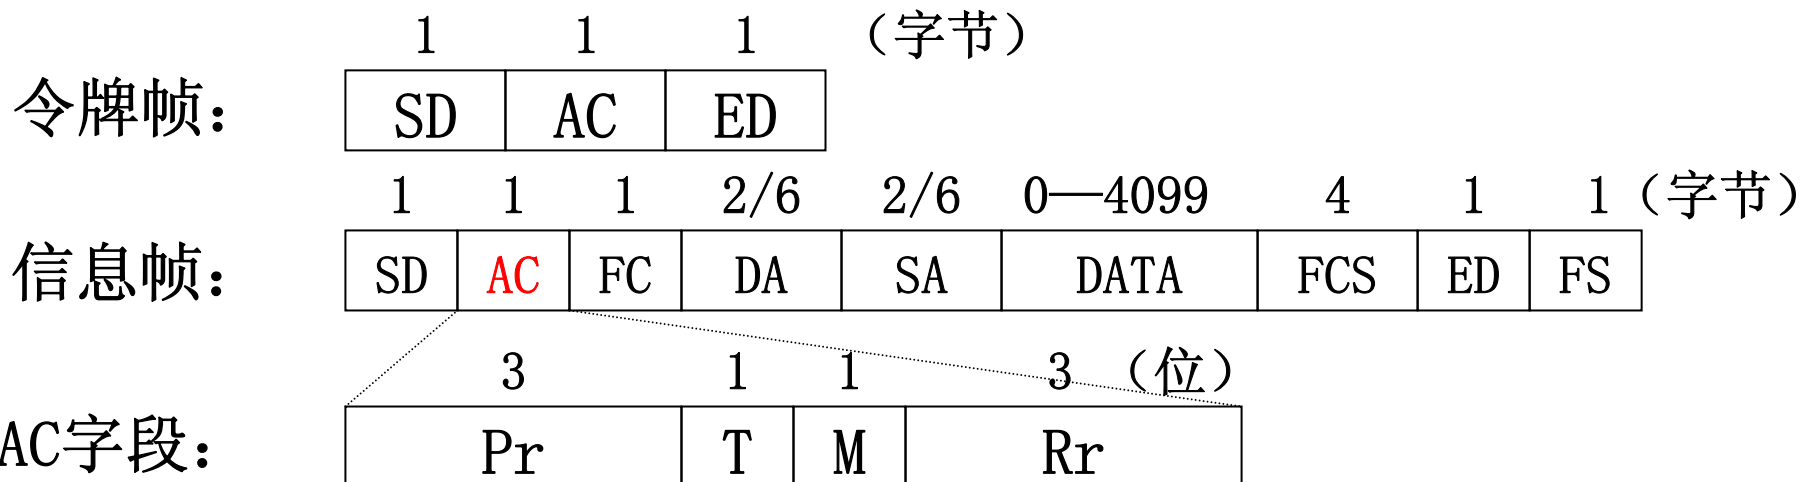 1 1 1 （字节）
令牌帧： SD AC ED
1 1 1 2/6 2/6 0—4099 4 1 1（字节）
信息帧： SD AC FC DA SA DATA FCS ED FS
3 1 1 3 （位）
AC字段： Pr T M Rr